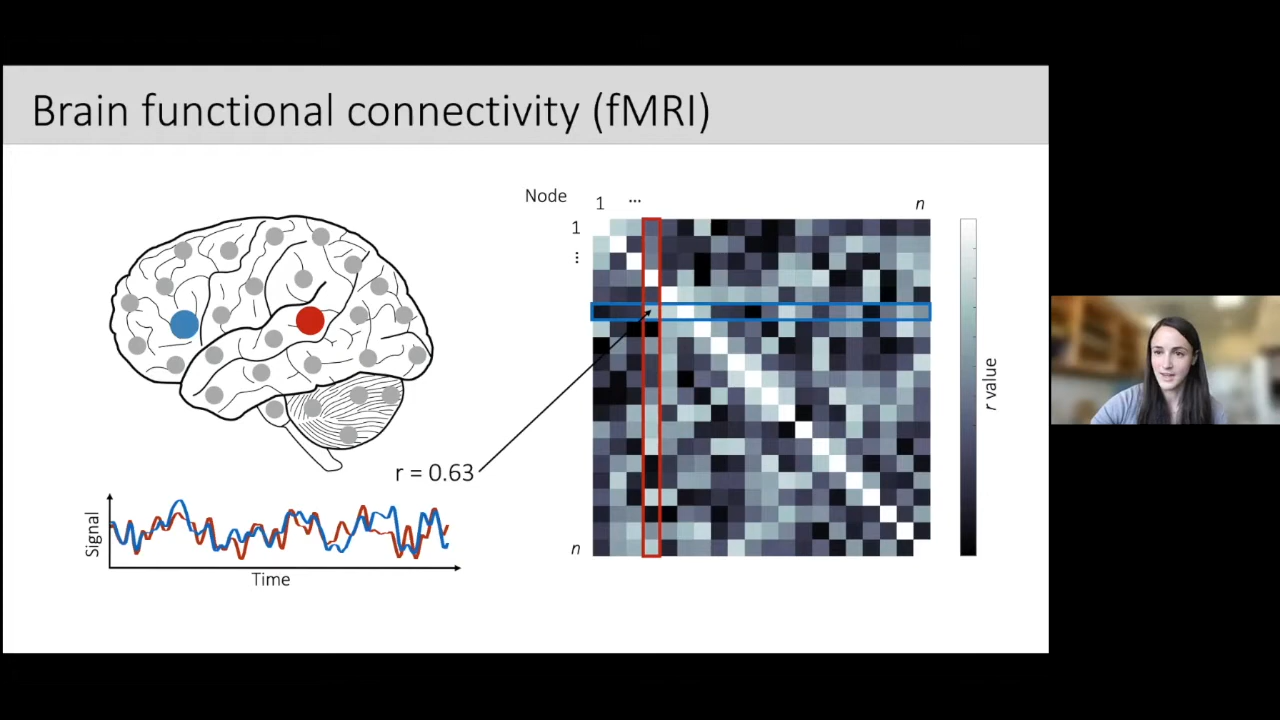 Brain functional connectivity (fMRI)
Node
1 ... n
1
...
n
r value
r = 0.63
Signal
Time